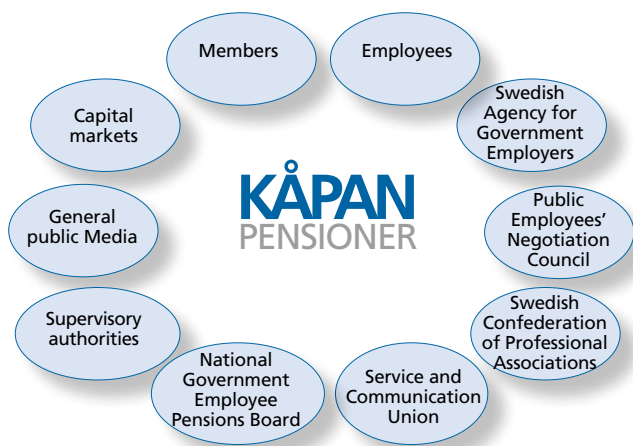 Members
Employees
Capital
markets
Swedish
Agency for
Government
Employers
KÅPAN
PENSIONER
General
public Media
Public
Employees’
Negotiation
Council
Supervisory
authorities
Swedish
Confederation
of Professional
Associations
National
Government
Employee
Pensions Board
Service and
Communication
Union